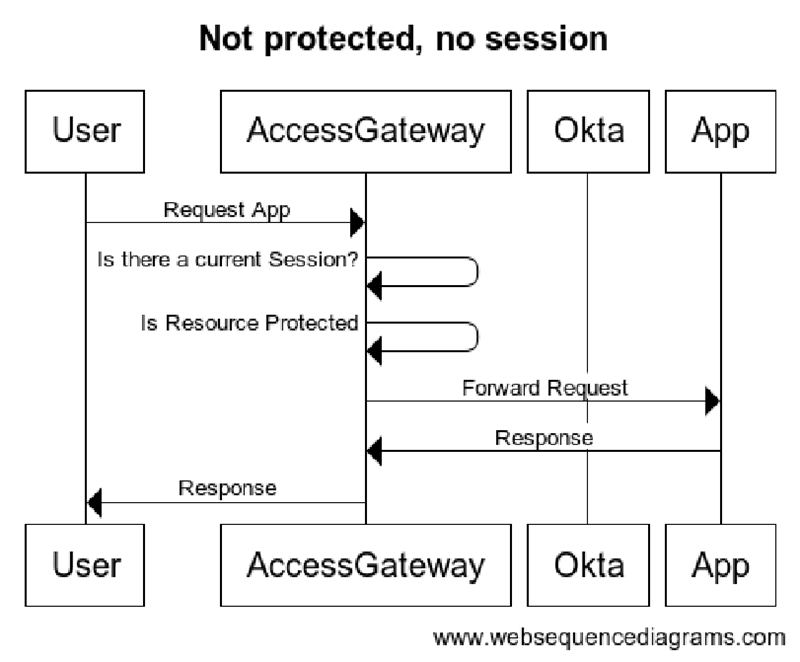 Not protected, no session
User AccessGateway Okta App
Request App
Is there a current Session?
Is Resource Protected
Forward Request
Response
Response
User AccessGateway Okta App
www.websequencediagrams.com